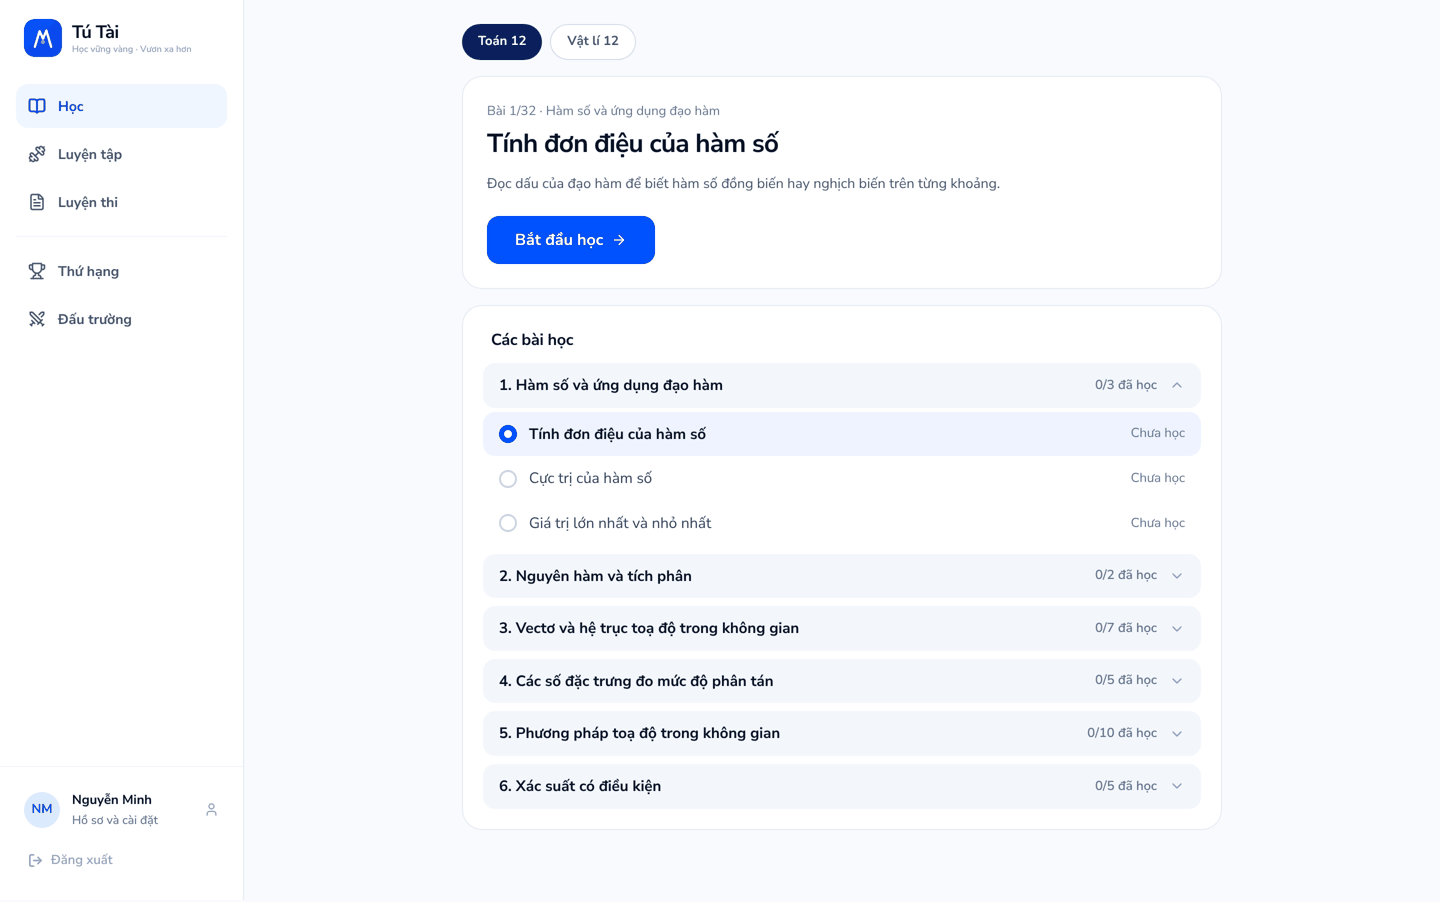 Tú Tài
Học vững vàng · Vươn xa hơn
Học
Luyện tập
Luyện thi
Thứ hạng
Đấu trường
Nguyễn Minh
NM
Hồ sơ và cài đặt
Đăng xuất
Toán 12
Vật lí 12
Bài 1/32 · Hàm số và ứng dụng đạo hàm
Tính đơn điệu của hàm số
Đọc dấu của đạo hàm để biết hàm số đồng biến hay nghịch biến trên từng khoảng.
Bắt đầu học
Các bài học
1. Hàm số và ứng dụng đạo hàm 0/3 đã học
Tính đơn điệu của hàm số Chưa học
Cực trị của hàm số Chưa học
Giá trị lớn nhất và nhỏ nhất Chưa học
2. Nguyên hàm và tích phân 0/2 đã học
3. Vectơ và hệ trục toạ độ trong không gian 0/7 đã học
4. Các số đặc trưng đo mức độ phân tán 0/5 đã học
5. Phương pháp toạ độ trong không gian 0/10 đã học
6. Xác suất có điều kiện 0/5 đã học